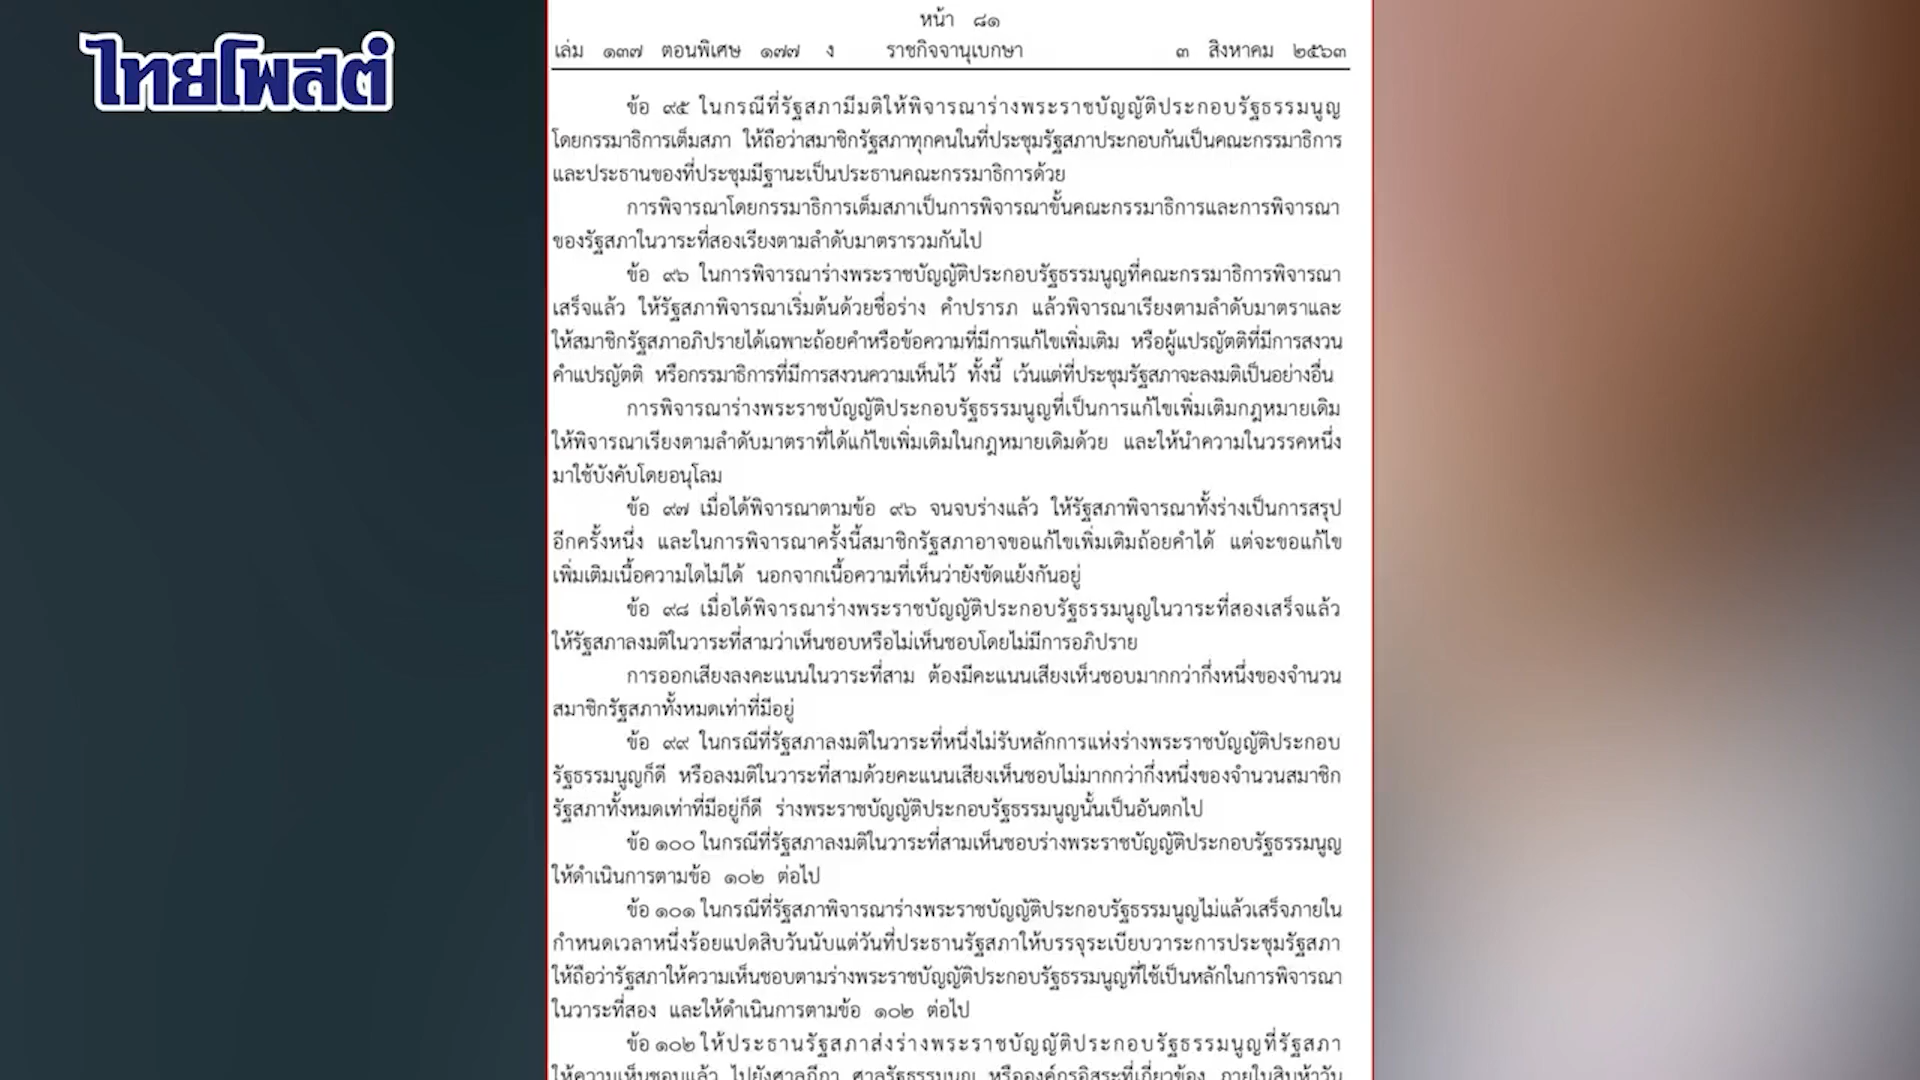 ไทยโพสต์
หน้า ๘๑
เล่ม ๑๓๗ ตอนพิเศษ ๑๗๗ ง ราชกิจจานุเบกษา ๓ สิงหาคม ๒๕๖๓
ข้อ ๙๕ ในกรณีที่รัฐสภามีมติให้พิจารณาร่างพระราชบัญญัติประกอบรัฐธรรมนูญ
โดยกรรมาธิการเต็มสภา ให้ถือว่าสมาชิกรัฐสภาทุกคนในที่ประชุมรัฐสภาประกอบกันเป็นคณะกรรมาธิการ
และประธานของที่ประชุมมีฐานะเป็นประธานคณะกรรมาธิการด้วย
การพิจารณาโดยกรรมาธิการเต็มสภาเป็นการพิจารณาขั้นคณะกรรมาธิการและการพิจารณา
ของรัฐสภาในวาระที่สองเรียงตามลำดับมาตรารวมกันไป
ข้อ ๙๖ ในการพิจารณาร่างพระราชบัญญัติประกอบรัฐธรรมนูญที่คณะกรรมาธิการพิจารณา
เสร็จแล้ว ให้รัฐสภาพิจารณาเริ่มต้นด้วยชื่อร่าง คำปรารภ แล้วพิจารณาเรียงตามลำดับมาตราและ
ให้สมาชิกรัฐสภาอภิปรายได้เฉพาะถ้อยคำหรือข้อความที่มีการแก้ไขเพิ่มเติม หรือผู้แปรญัตติที่มีการสงวน
คำแปรญัตติ หรือกรรมาธิการที่มีการสงวนความเห็นไว้ ทั้งนี้ เว้นแต่ที่ประชุมรัฐสภาจะลงมติเป็นอย่างอื่น
การพิจารณาร่างพระราชบัญญัติประกอบรัฐธรรมนูญที่เป็นการแก้ไขเพิ่มเติมกฎหมายเดิม
ให้พิจารณาเรียงตามลำดับมาตราที่ได้แก้ไขเพิ่มเติมในกฎหมายเดิมด้วย และให้นำความในวรรคหนึ่ง
มาใช้บังคับโดยอนุโลม
ข้อ ๙๗ เมื่อได้พิจารณาตามข้อ ๙๖ จนจบร่างแล้ว ให้รัฐสภาพิจารณาทั้งร่างเป็นการสรุป
อีกครั้งหนึ่ง และในการพิจารณาครั้งนี้สมาชิกรัฐสภาอาจขอแก้ไขเพิ่มเติมถ้อยคำได้ แต่จะขอแก้ไข
เพิ่มเติมเนื้อความใดไม่ได้ นอกจากเนื้อความที่เห็นว่ายังขัดแย้งกันอยู่
ข้อ ๙๘ เมื่อได้พิจารณาร่างพระราชบัญญัติประกอบรัฐธรรมนูญในวาระที่สองเสร็จแล้ว
ให้รัฐสภาลงมติในวาระที่สามว่าเห็นชอบหรือไม่เห็นชอบโดยไม่มีการอภิปราย
การออกเสียงลงคะแนนในวาระที่สาม ต้องมีคะแนนเสียงเห็นชอบมากกว่ากึ่งหนึ่งของจำนวน
สมาชิกรัฐสภาทั้งหมดเท่าที่มีอยู่
ข้อ ๙๙ ในกรณีที่รัฐสภาลงมติในวาระที่หนึ่งไม่รับหลักการแห่งร่างพระราชบัญญัติประกอบ
รัฐธรรมนูญก็ดี หรือลงมติในวาระที่สามด้วยคะแนนเสียงเห็นชอบไม่มากกว่ากึ่งหนึ่งของจำนวนสมาชิก
รัฐสภาทั้งหมดเท่าที่มีอยู่ก็ดี ร่างพระราชบัญญัติประกอบรัฐธรรมนูญนั้นเป็นอันตกไป
ข้อ ๑๐๐ ในกรณีที่รัฐสภาลงมติในวาระที่สามเห็นชอบร่างพระราชบัญญัติประกอบรัฐธรรมนูญ
ให้ดำเนินการตามข้อ ๑๐๒ ต่อไป
ข้อ ๑๐๑ ในกรณีที่รัฐสภาพิจารณาร่างพระราชบัญญัติประกอบรัฐธรรมนูญไม่แล้วเสร็จภายใน
กำหนดเวลาหนึ่งร้อยแปดสิบวันนับแต่วันที่ประธานรัฐสภาให้บรรจุระเบียบวาระการประชุมรัฐสภา
ให้ถือว่ารัฐสภาให้ความเห็นชอบตามร่างพระราชบัญญัติประกอบรัฐธรรมนูญที่ใช้เป็นหลักในการพิจารณา
ในวาระที่สอง และให้ดำเนินการตามข้อ ๑๐๒ ต่อไป
ข้อ ๑๐๒ ให้ประธานรัฐสภาส่งร่างพระราชบัญญัติประกอบรัฐธรรมนูญที่รัฐสภา
ให้ความเห็นชอบแล้ว ไปยังศาลฎีกา ศาลรัฐธรรมนูญ หรือองค์กรอิสระที่เกี่ยวข้อง ภายในสิบห้าวัน